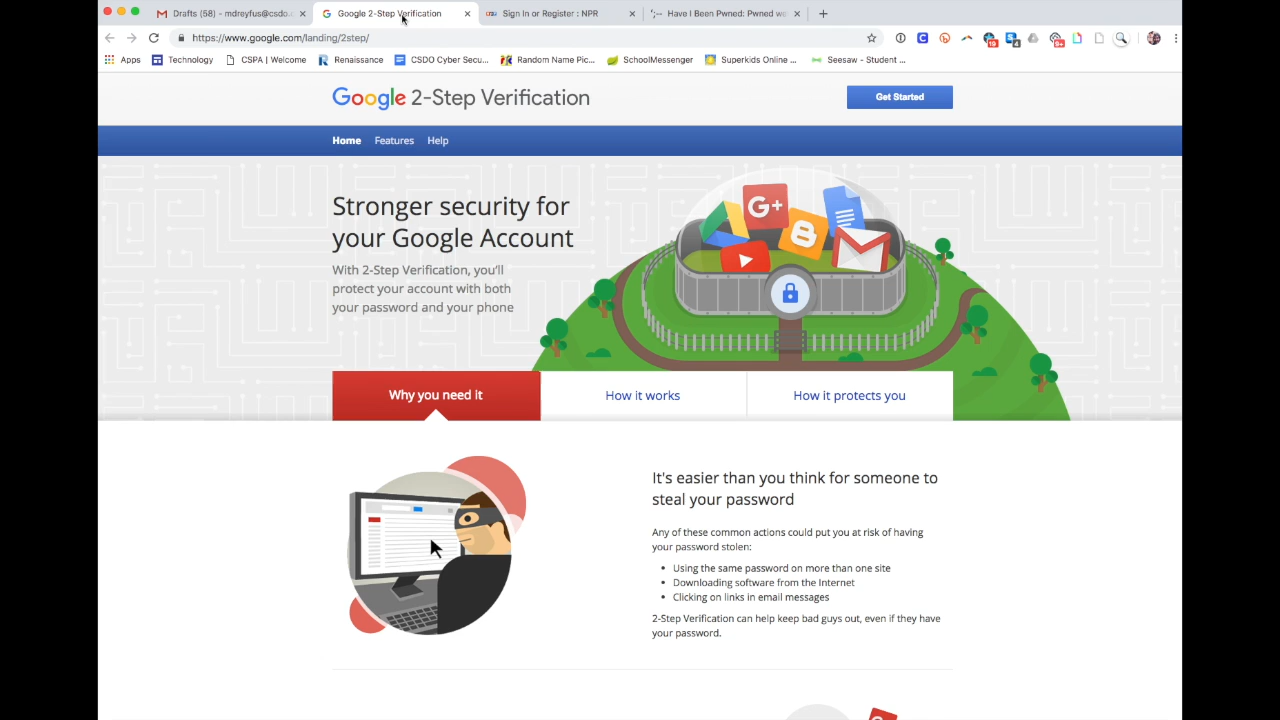 Drafts (58) - mdreyfus@csdo.
Google 2-Step Verification
Sign In or Register : NPR
Have I Been Pwned: Pwned we
https://www.google.com/landing/2step/
Apps Technology CSPA | Welcome Renaissance CSDO Cyber Secu... Random Name Pic... SchoolMessenger Superkids Online ... Seesaw - Student ...
Google 2-Step Verification
Get Started
Home Features Help
Stronger security for
your Google Account
With 2-Step Verification, you'll
protect your account with both
your password and your phone
G+
Why you need it
How it works
How it protects you
It's easier than you think for someone to
steal your password
Any of these common actions could put you at risk of having
your password stolen:
• Using the same password on more than one site
• Downloading software from the Internet
• Clicking on links in email messages
2-Step Verification can help keep bad guys out, even if they have
your password.